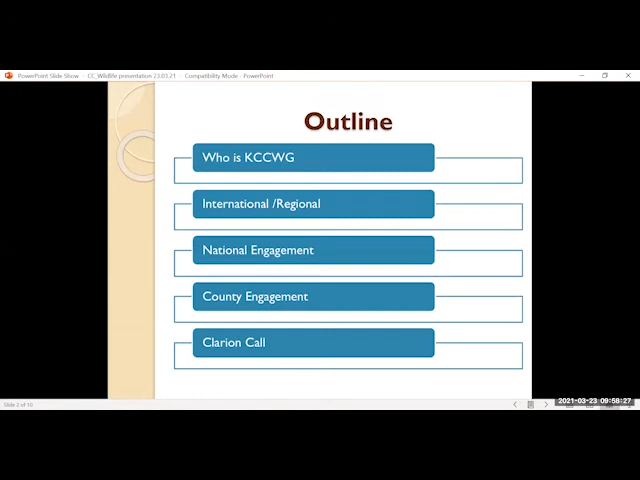 PowerPoint Slide Show - CC_Wildlife presentation 23.03.21 - Compatibility Mode - PowerPoint
Outline
Who is KCCWG
International /Regional
National Engagement
County Engagement
Clarion Call
Slide 2 of 10
2021-03-23 09:58:27